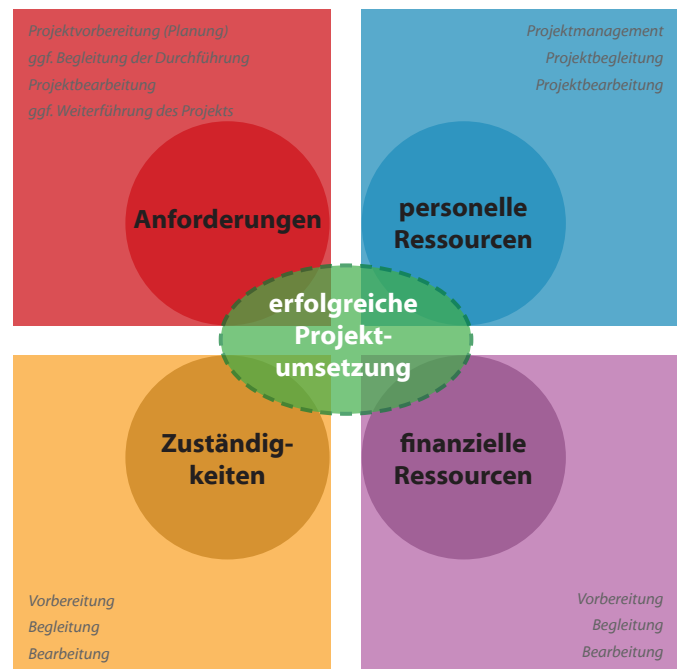 Projektvorbereitung (Planung)
ggf. Begleitung der Durchführung
Projektbearbeitung
ggf. Weiterführung des Projekts
Projektmanagement
Projektbegleitung
Projektbearbeitung
Anforderungen
personelle
Ressourcen
erfolgreiche
Projekt-
umsetzung
Zuständig-
keiten
finanzielle
Ressourcen
Vorbereitung
Begleitung
Bearbeitung
Vorbereitung
Begleitung
Bearbeitung